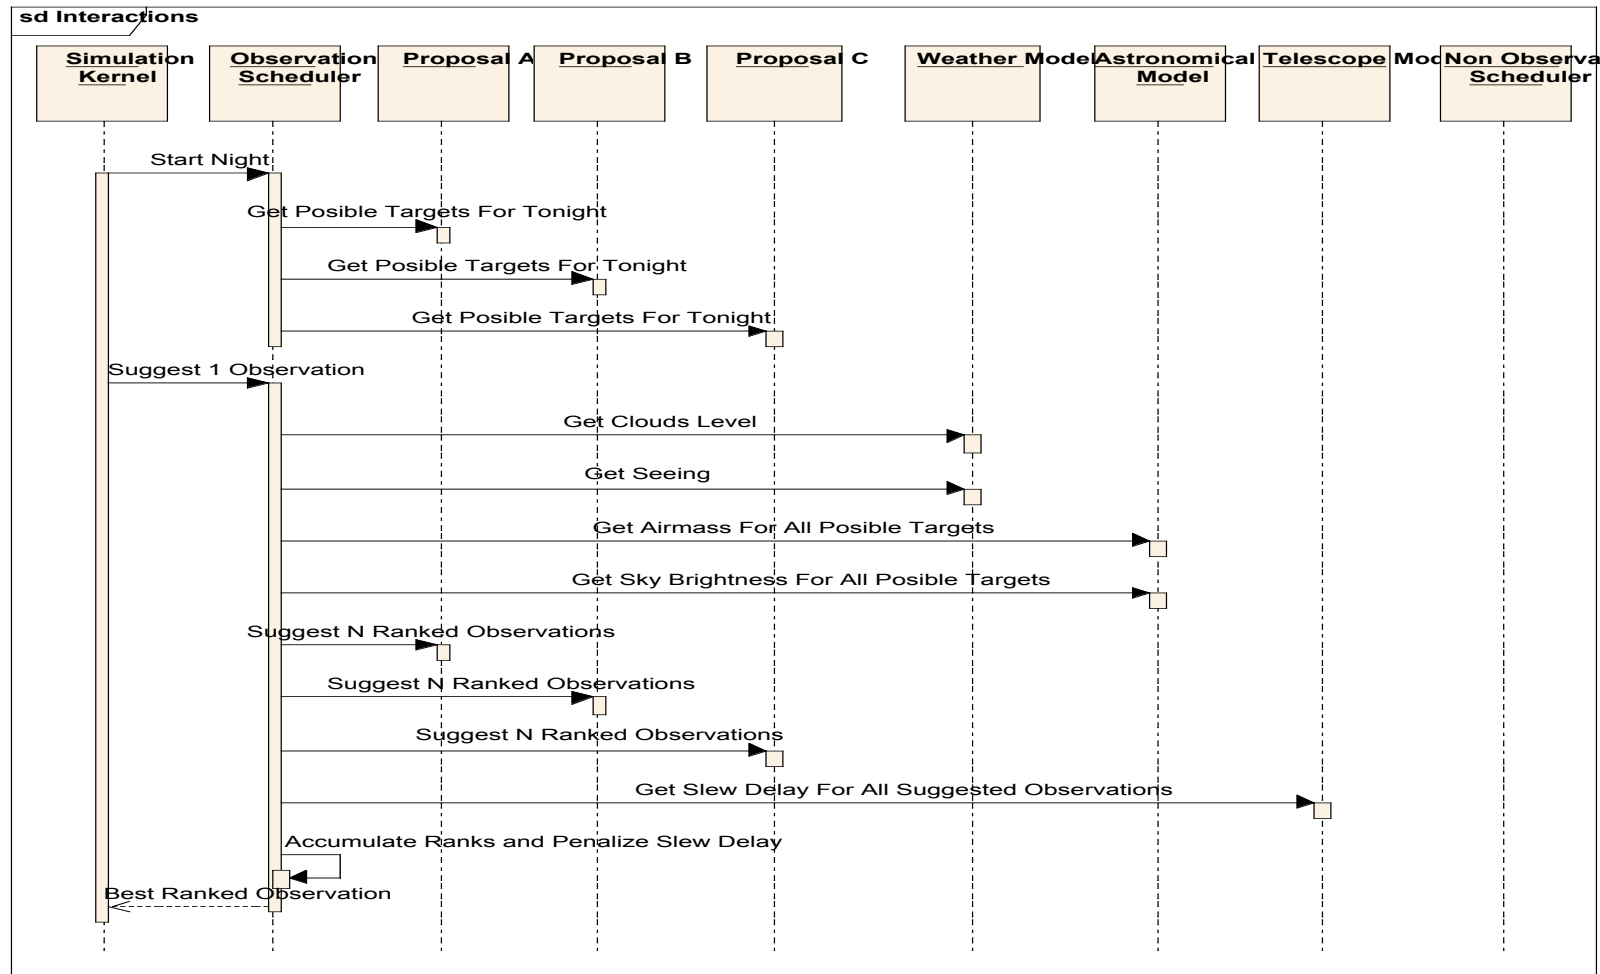 sd Interactions
Simulation
Kernel
Observation
Scheduler
Proposal A
Proposal B
Proposal C
Weather Model
Astronomical
Model
Telescope Mod
Non Observa
Scheduler
Start Night
Get Posible Targets For Tonight
Get Posible Targets For Tonight
Get Posible Targets For Tonight
Suggest 1 Observation
Get Clouds Level
Get Seeing
Get Airmass For All Posible Targets
Get Sky Brightness For All Posible Targets
Suggest N Ranked Observations
Suggest N Ranked Observations
Suggest N Ranked Observations
Get Slew Delay For All Suggested Observations
Accumulate Ranks and Penalize Slew Delay
Best Ranked Observation